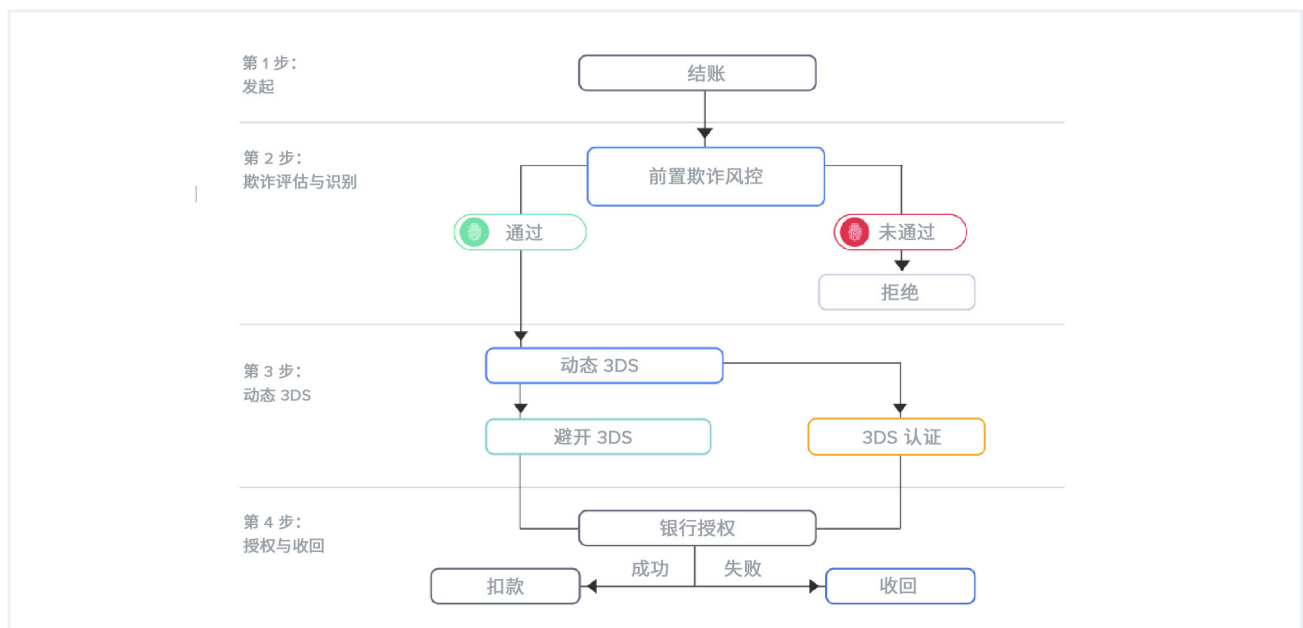 第 1 步：
发起
结账
第 2 步：
欺诈评估与识别
前置欺诈风控
通过
未通过
拒绝
第 3 步：
动态 3DS
动态 3DS
避开 3DS
3DS 认证
第 4 步：
授权与收回
银行授权
成功
失败
扣款
收回